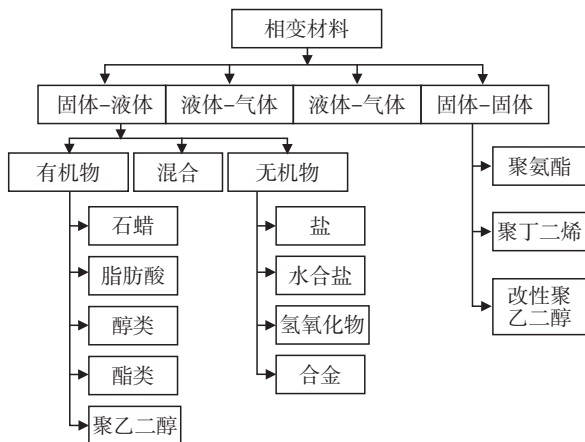 相变材料
固体–液体
液体–气体
液体–气体
固体–固体
有机物
混合
无机物
石蜡
脂肪酸
醇类
酯类
聚乙二醇
盐
水合盐
氢氧化物
合金
聚氨酯
聚丁二烯
改性聚
乙二醇